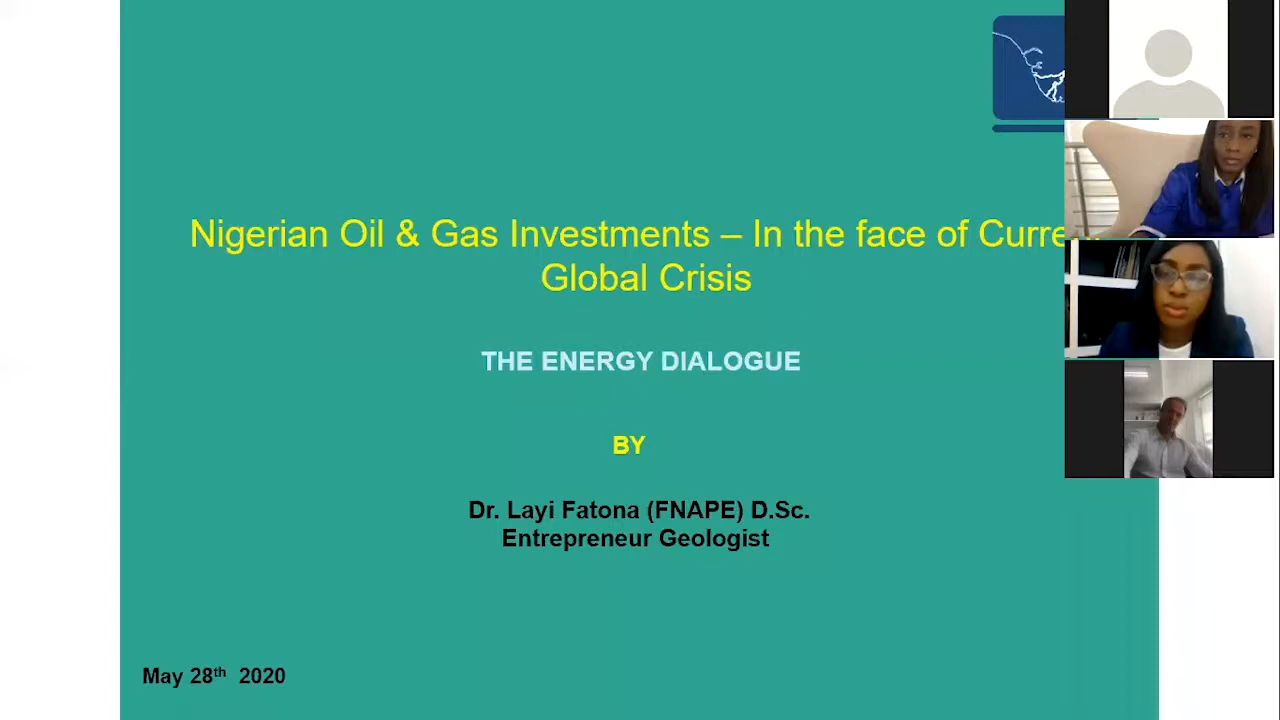 Nigerian Oil & Gas Investments – In the face of
Global Crisis
THE ENERGY DIALOGUE
BY
Dr. Layi Fatona (FNAPE) D.Sc.
Entrepreneur Geologist
May 28th 2020